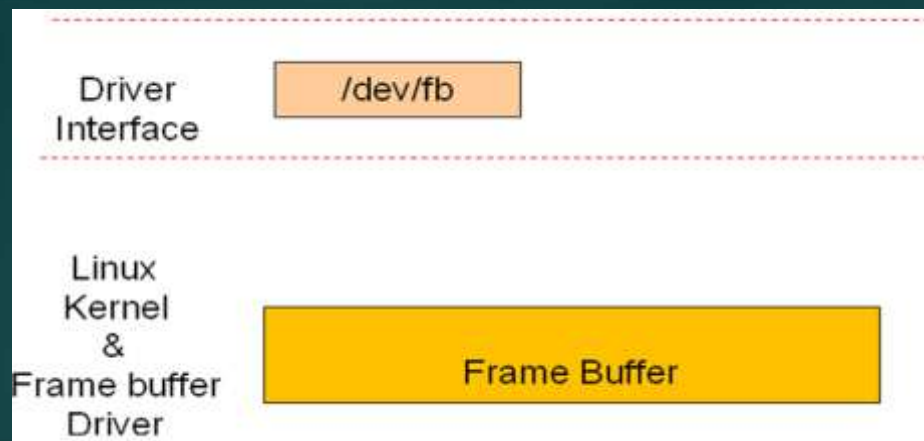 Driver
Interface
/dev/fb
Linux
Kernel
&
Frame buffer
Driver
Frame Buffer